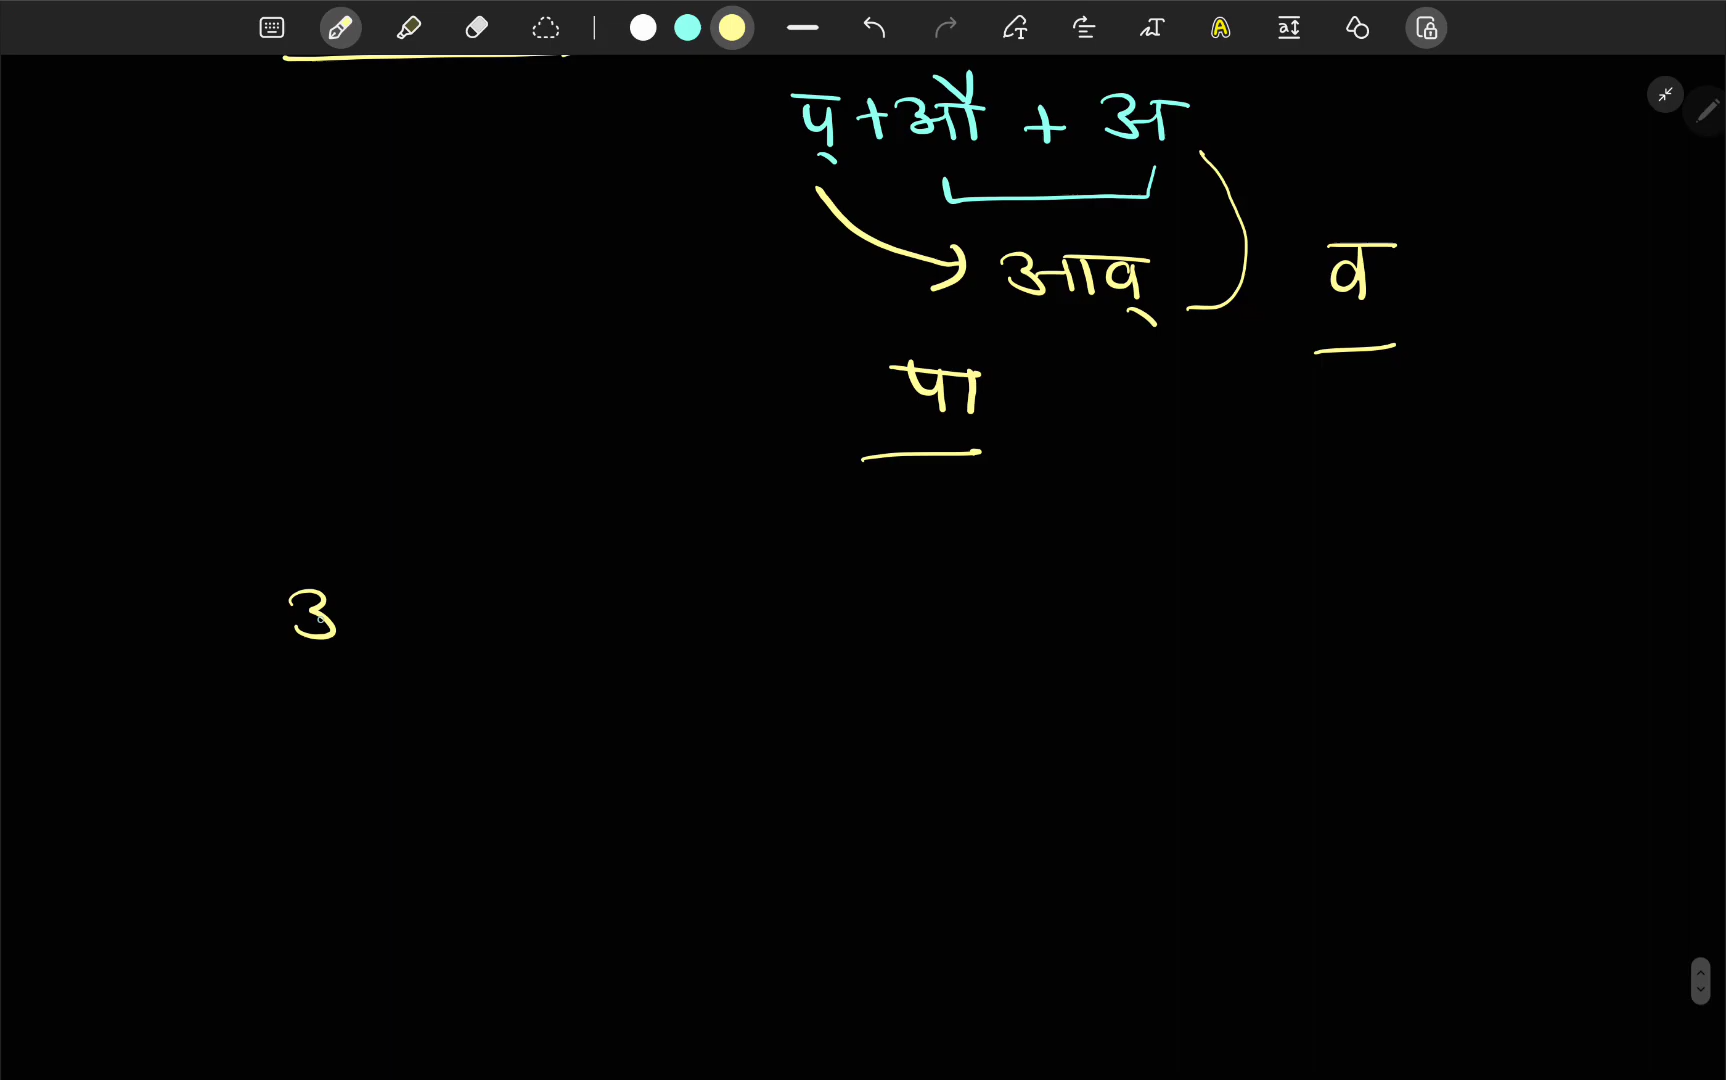 प् + औ + अ
आव् व
पा
3